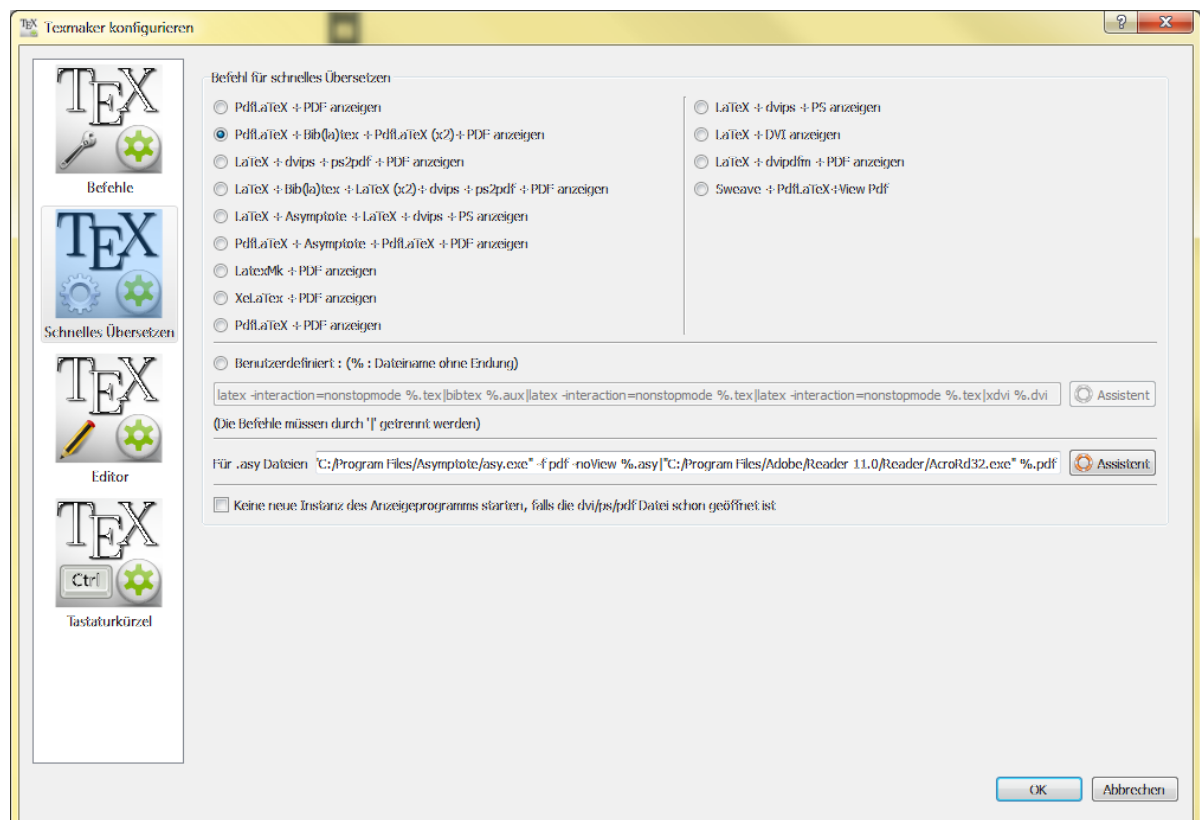 Texmaker konfigurieren
TEX
Befehle
TEX
Schnelles Übersetzen
TEX
Editor
TEX
Ctrl
Tastaturkürzel
Befehl für schnelles Übersetzen
PdfLaTeX + PDF anzeigen
PdfLaTeX + Bib(la)tex + PdfLaTeX (x2)+ PDF anzeigen
LaTeX + dvips + ps2pdf + PDF anzeigen
LaTeX + Bib(la)tex + LaTeX (x2)+ dvips + ps2pdf + PDF anzeigen
LaTeX + Asymptote + LaTeX + dvips + PS anzeigen
PdfLaTeX + Asymptote + PdfLaTeX + PDF anzeigen
LatexMk + PDF anzeigen
XeLaTex + PDF anzeigen
PdfLaTeX + PDF anzeigen
LaTeX + dvips + PS anzeigen
LaTeX + DVI anzeigen
LaTeX + dvipdfm + PDF anzeigen
Sweave + PdfLaTeX+View Pdf
Benutzerdefiniert : (% : Dateiname ohne Endung)
latex -interaction=nonstopmode %.tex|bibtex %.aux|latex -interaction=nonstopmode %.tex|latex -interaction=nonstopmode %.tex|xdvi %.dvi
Assistent
(Die Befehle müssen durch '|' getrennt werden)
Für .asy Dateien "C:/Program Files/Asymptote/asy.exe" -f pdf -noView %.asy|"C:/Program Files/Adobe/Reader 11.0/Reader/AcroRd32.exe" %.pdf Assistent
Keine neue Instanz des Anzeigeprogramms starten, falls die dvi/ps/pdf Datei schon geöffnet ist
OK Abbrechen